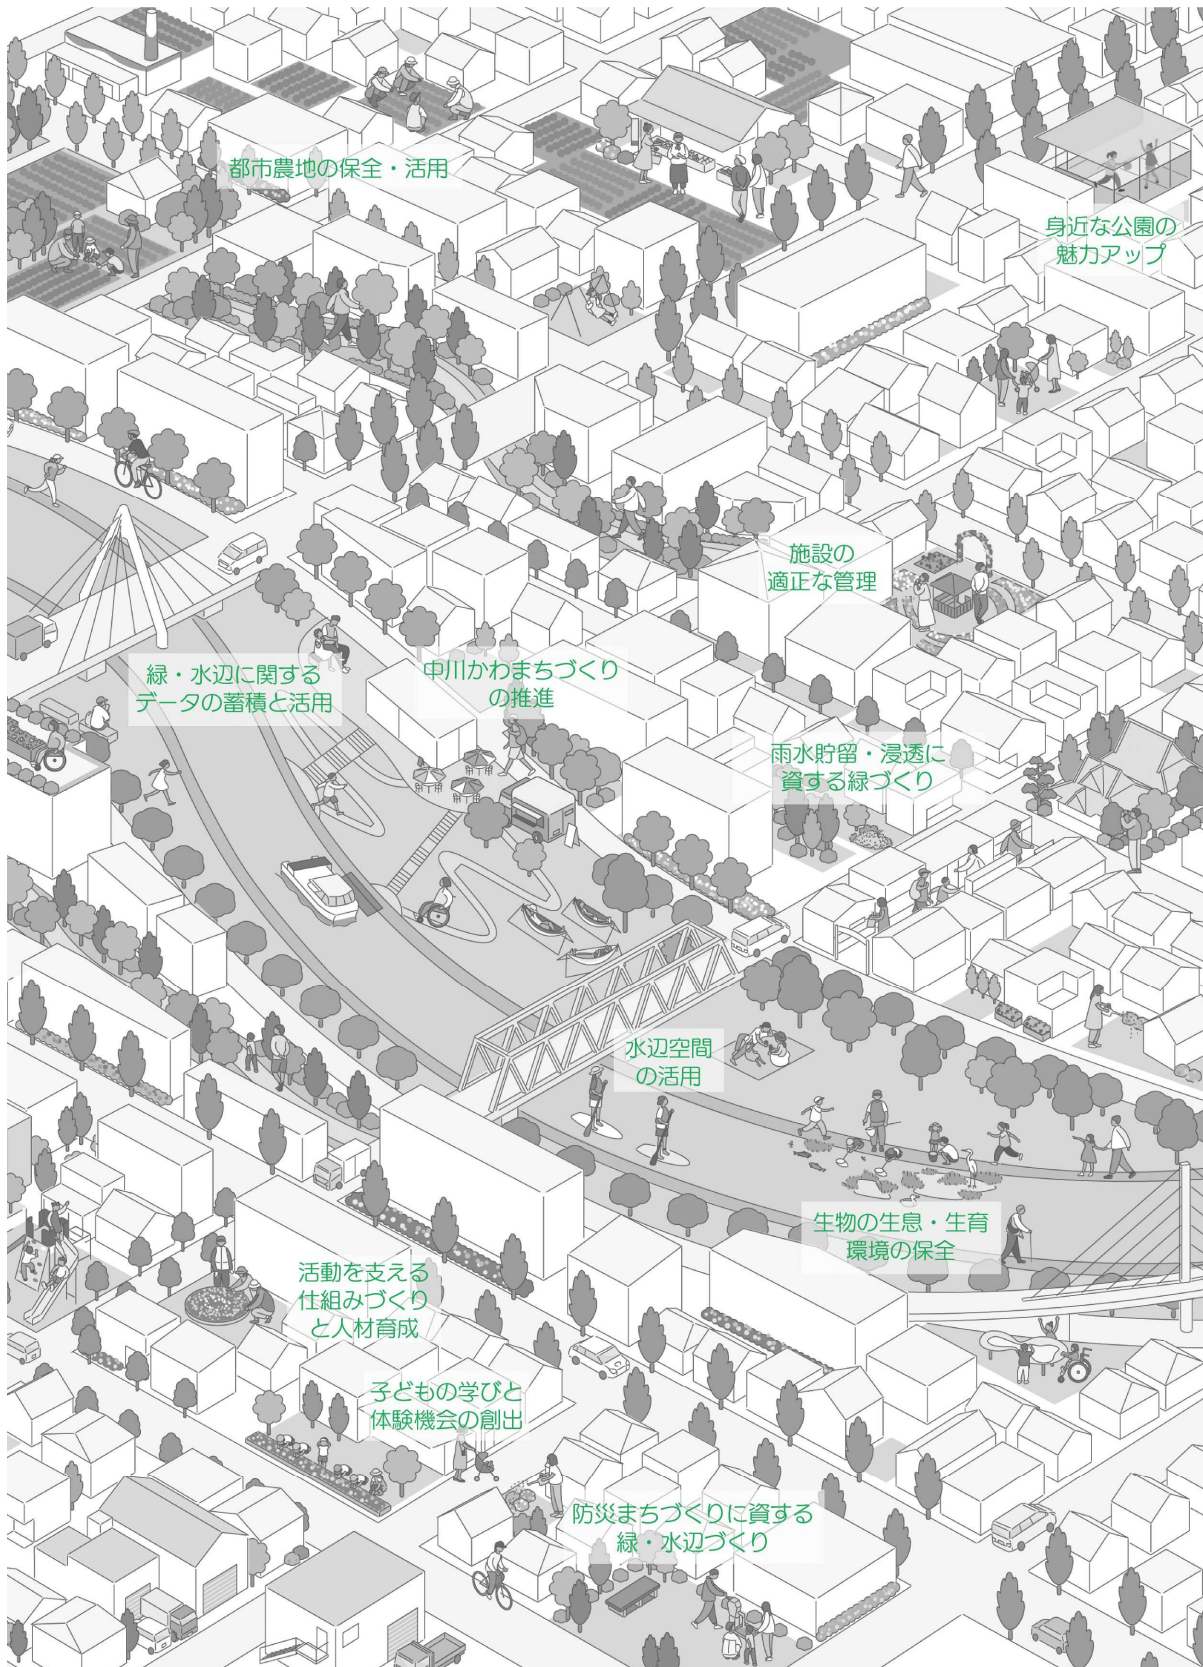 都市農地の保全・活用
身近な公園の
魅力アップ
施設の
適正な管理
緑・水辺に関する
データの蓄積と活用
中川かわまちづくり
の推進
雨水貯留・浸透に
資する緑づくり
水辺空間
の活用
生物の生息・生育
環境の保全
活動を支える
仕組みづくり
と人材育成
子どもの学びと
体験機会の創出
防災まちづくりに資する
緑・水辺づくり